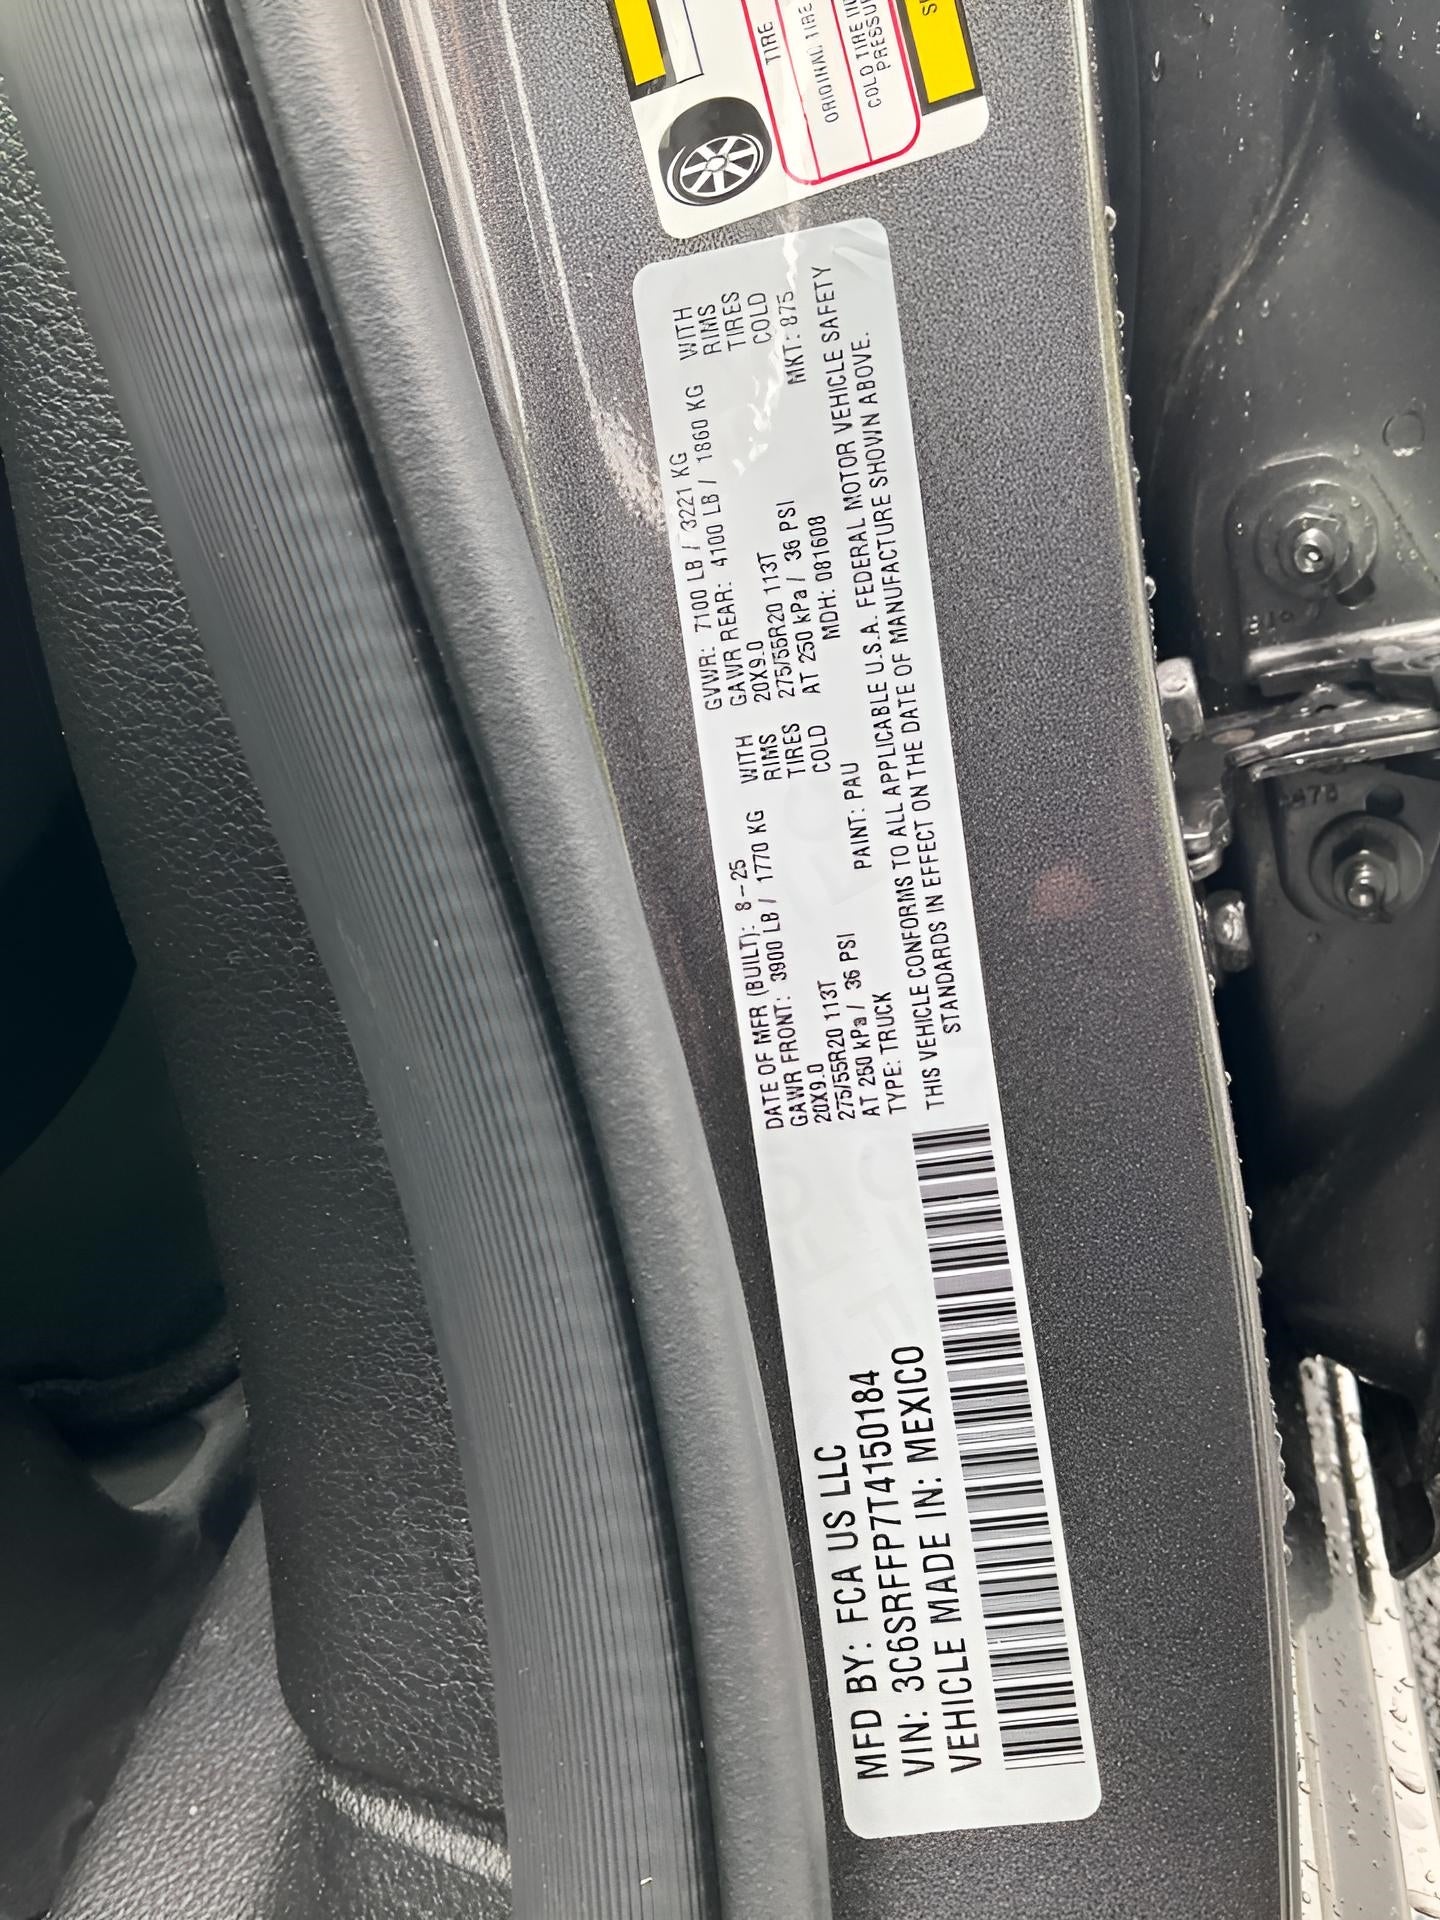 MFD BY: FCA US LLC
VIN: 3C6SRFFP7T4150184
VEHICLE MADE IN: MEXICO
DATE OF MFR (BUILT): 8-25
GVWR: 7100 LB / 3221 KG
GAWR FRONT: 3900 LB / 1770 KG WITH
GAWR REAR: 4100 LB / 1860 KG WITH
20X9.0 RIMS
20X9.0 RIMS
275/55R20 113T TIRES
275/55R20 113T TIRES
AT 250 kPa / 36 PSI COLD
AT 250 kPa / 36 PSI COLD
TYPE: TRUCK PAINT: PAU MDH: 081608 MKT: 875
THIS VEHICLE CONFORMS TO ALL APPLICABLE U.S.A. FEDERAL MOTOR VEHICLE SAFETY
STANDARDS IN EFFECT ON THE DATE OF MANUFACTURE SHOWN ABOVE.
TIRE
ORIGINAL TIRE
COLD TIRE